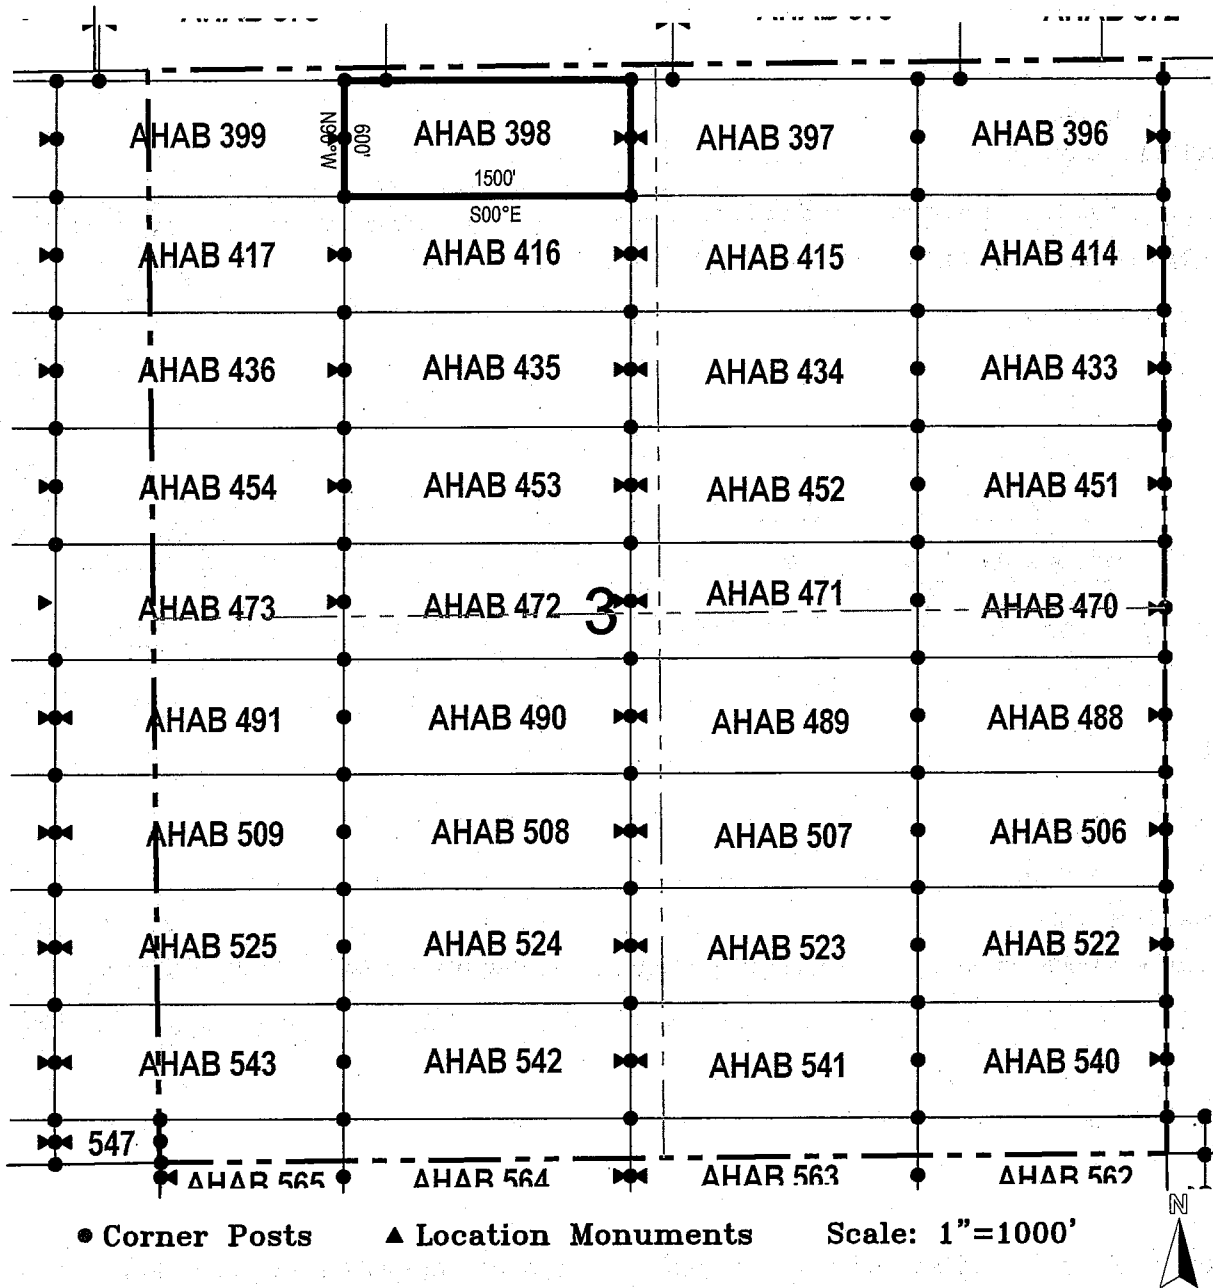 AHAB 399 AHAB 398 AHAB 397 AHAB 396
N90°W
600'
1500'
S00°E
AHAB 417 AHAB 416 AHAB 415 AHAB 414
AHAB 436 AHAB 435 AHAB 434 AHAB 433
AHAB 454 AHAB 453 AHAB 452 AHAB 451
AHAB 473 AHAB 472 3 AHAB 471 AHAB 470
AHAB 491 AHAB 490 AHAB 489 AHAB 488
AHAB 509 AHAB 508 AHAB 507 AHAB 506
AHAB 525 AHAB 524 AHAB 523 AHAB 522
AHAB 543 AHAB 542 AHAB 541 AHAB 540
547
AHAB 565 AHAB 564 AHAB 563 AHAB 562
N
Corner Posts Location Monuments Scale: 1"=1000'